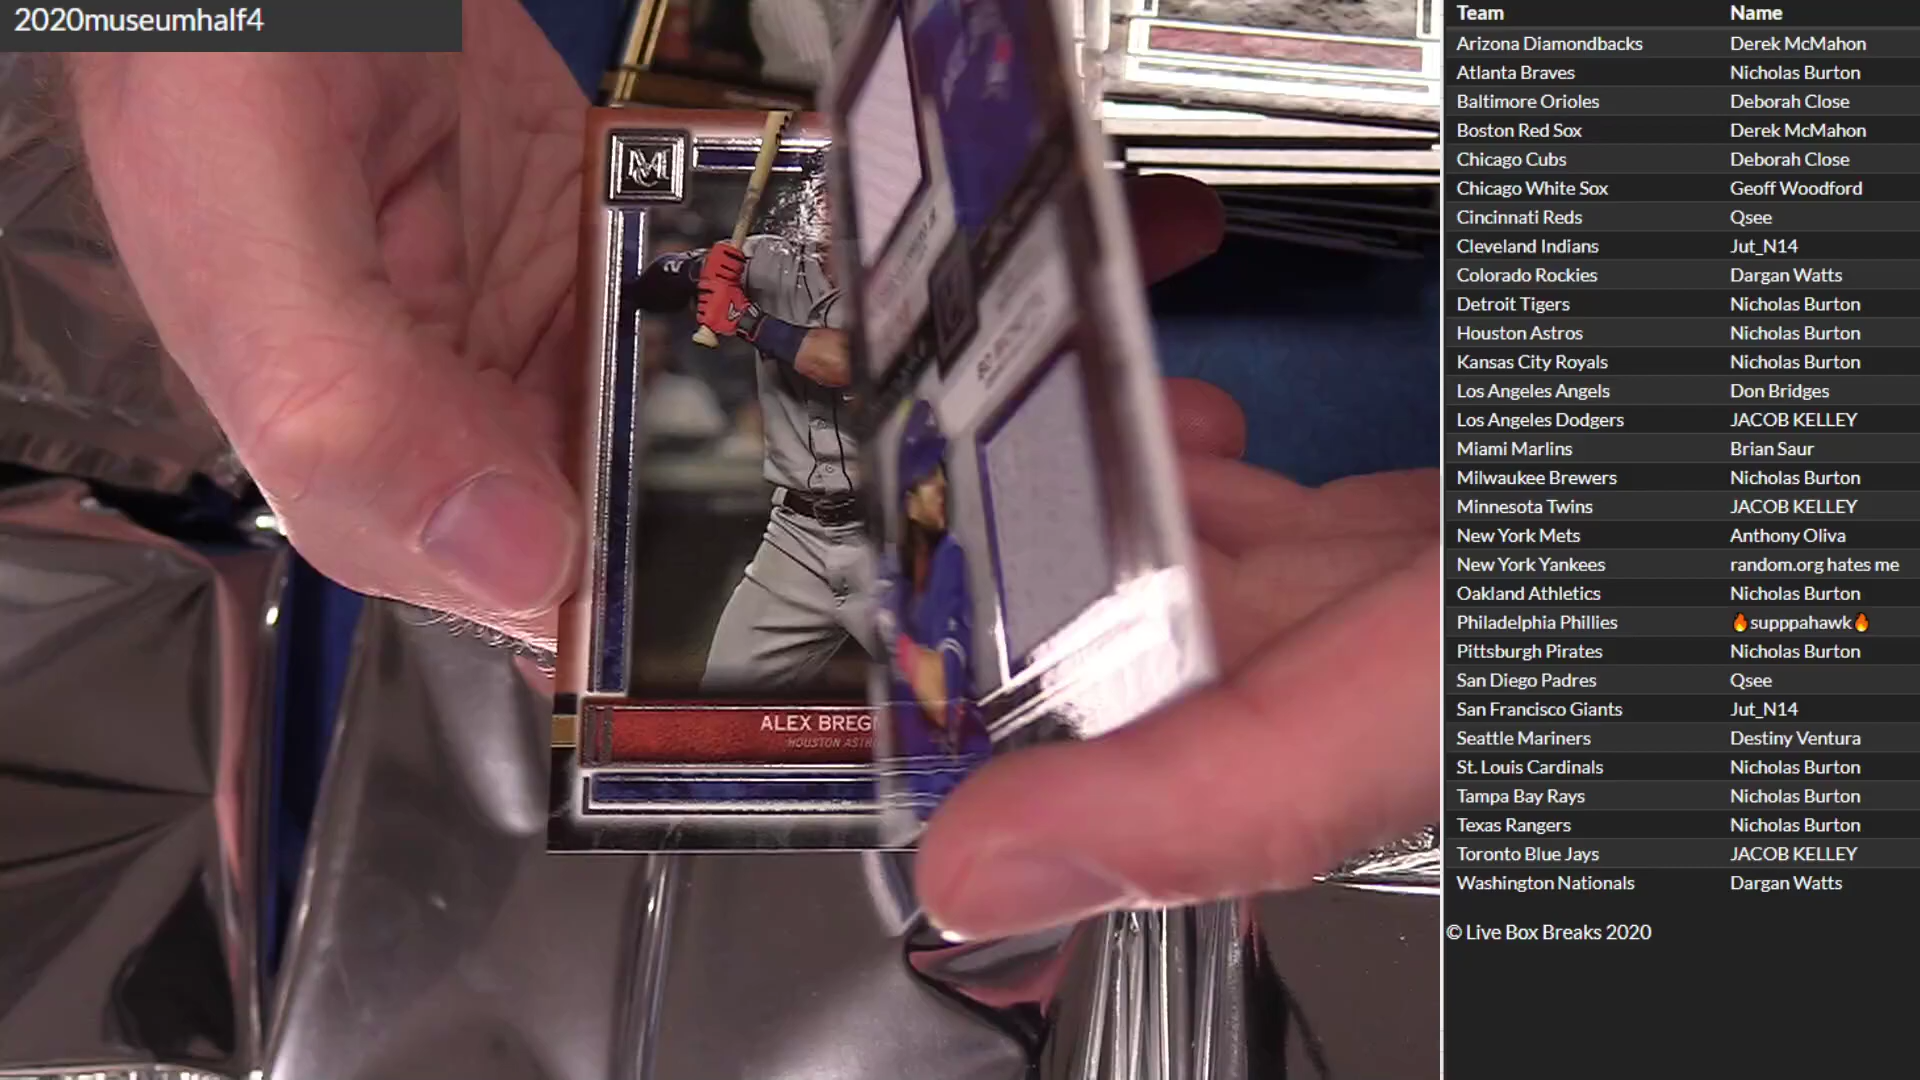 2020museumhalf4
MC
ALEX BREG
HOUSTON ASTR
Team Name
Arizona Diamondbacks Derek McMahon
Atlanta Braves Nicholas Burton
Baltimore Orioles Deborah Close
Boston Red Sox Derek McMahon
Chicago Cubs Deborah Close
Chicago White Sox Geoff Woodford
Cincinnati Reds Qsee
Cleveland Indians Jut_N14
Colorado Rockies Dargan Watts
Detroit Tigers Nicholas Burton
Houston Astros Nicholas Burton
Kansas City Royals Nicholas Burton
Los Angeles Angels Don Bridges
Los Angeles Dodgers JACOB KELLEY
Miami Marlins Brian Saur
Milwaukee Brewers Nicholas Burton
Minnesota Twins JACOB KELLEY
New York Mets Anthony Oliva
New York Yankees random.org hates me
Oakland Athletics Nicholas Burton
Philadelphia Phillies 🔥supppahawk🔥
Pittsburgh Pirates Nicholas Burton
San Diego Padres Qsee
San Francisco Giants Jut_N14
Seattle Mariners Destiny Ventura
St. Louis Cardinals Nicholas Burton
Tampa Bay Rays Nicholas Burton
Texas Rangers Nicholas Burton
Toronto Blue Jays JACOB KELLEY
Washington Nationals Dargan Watts
© Live Box Breaks 2020